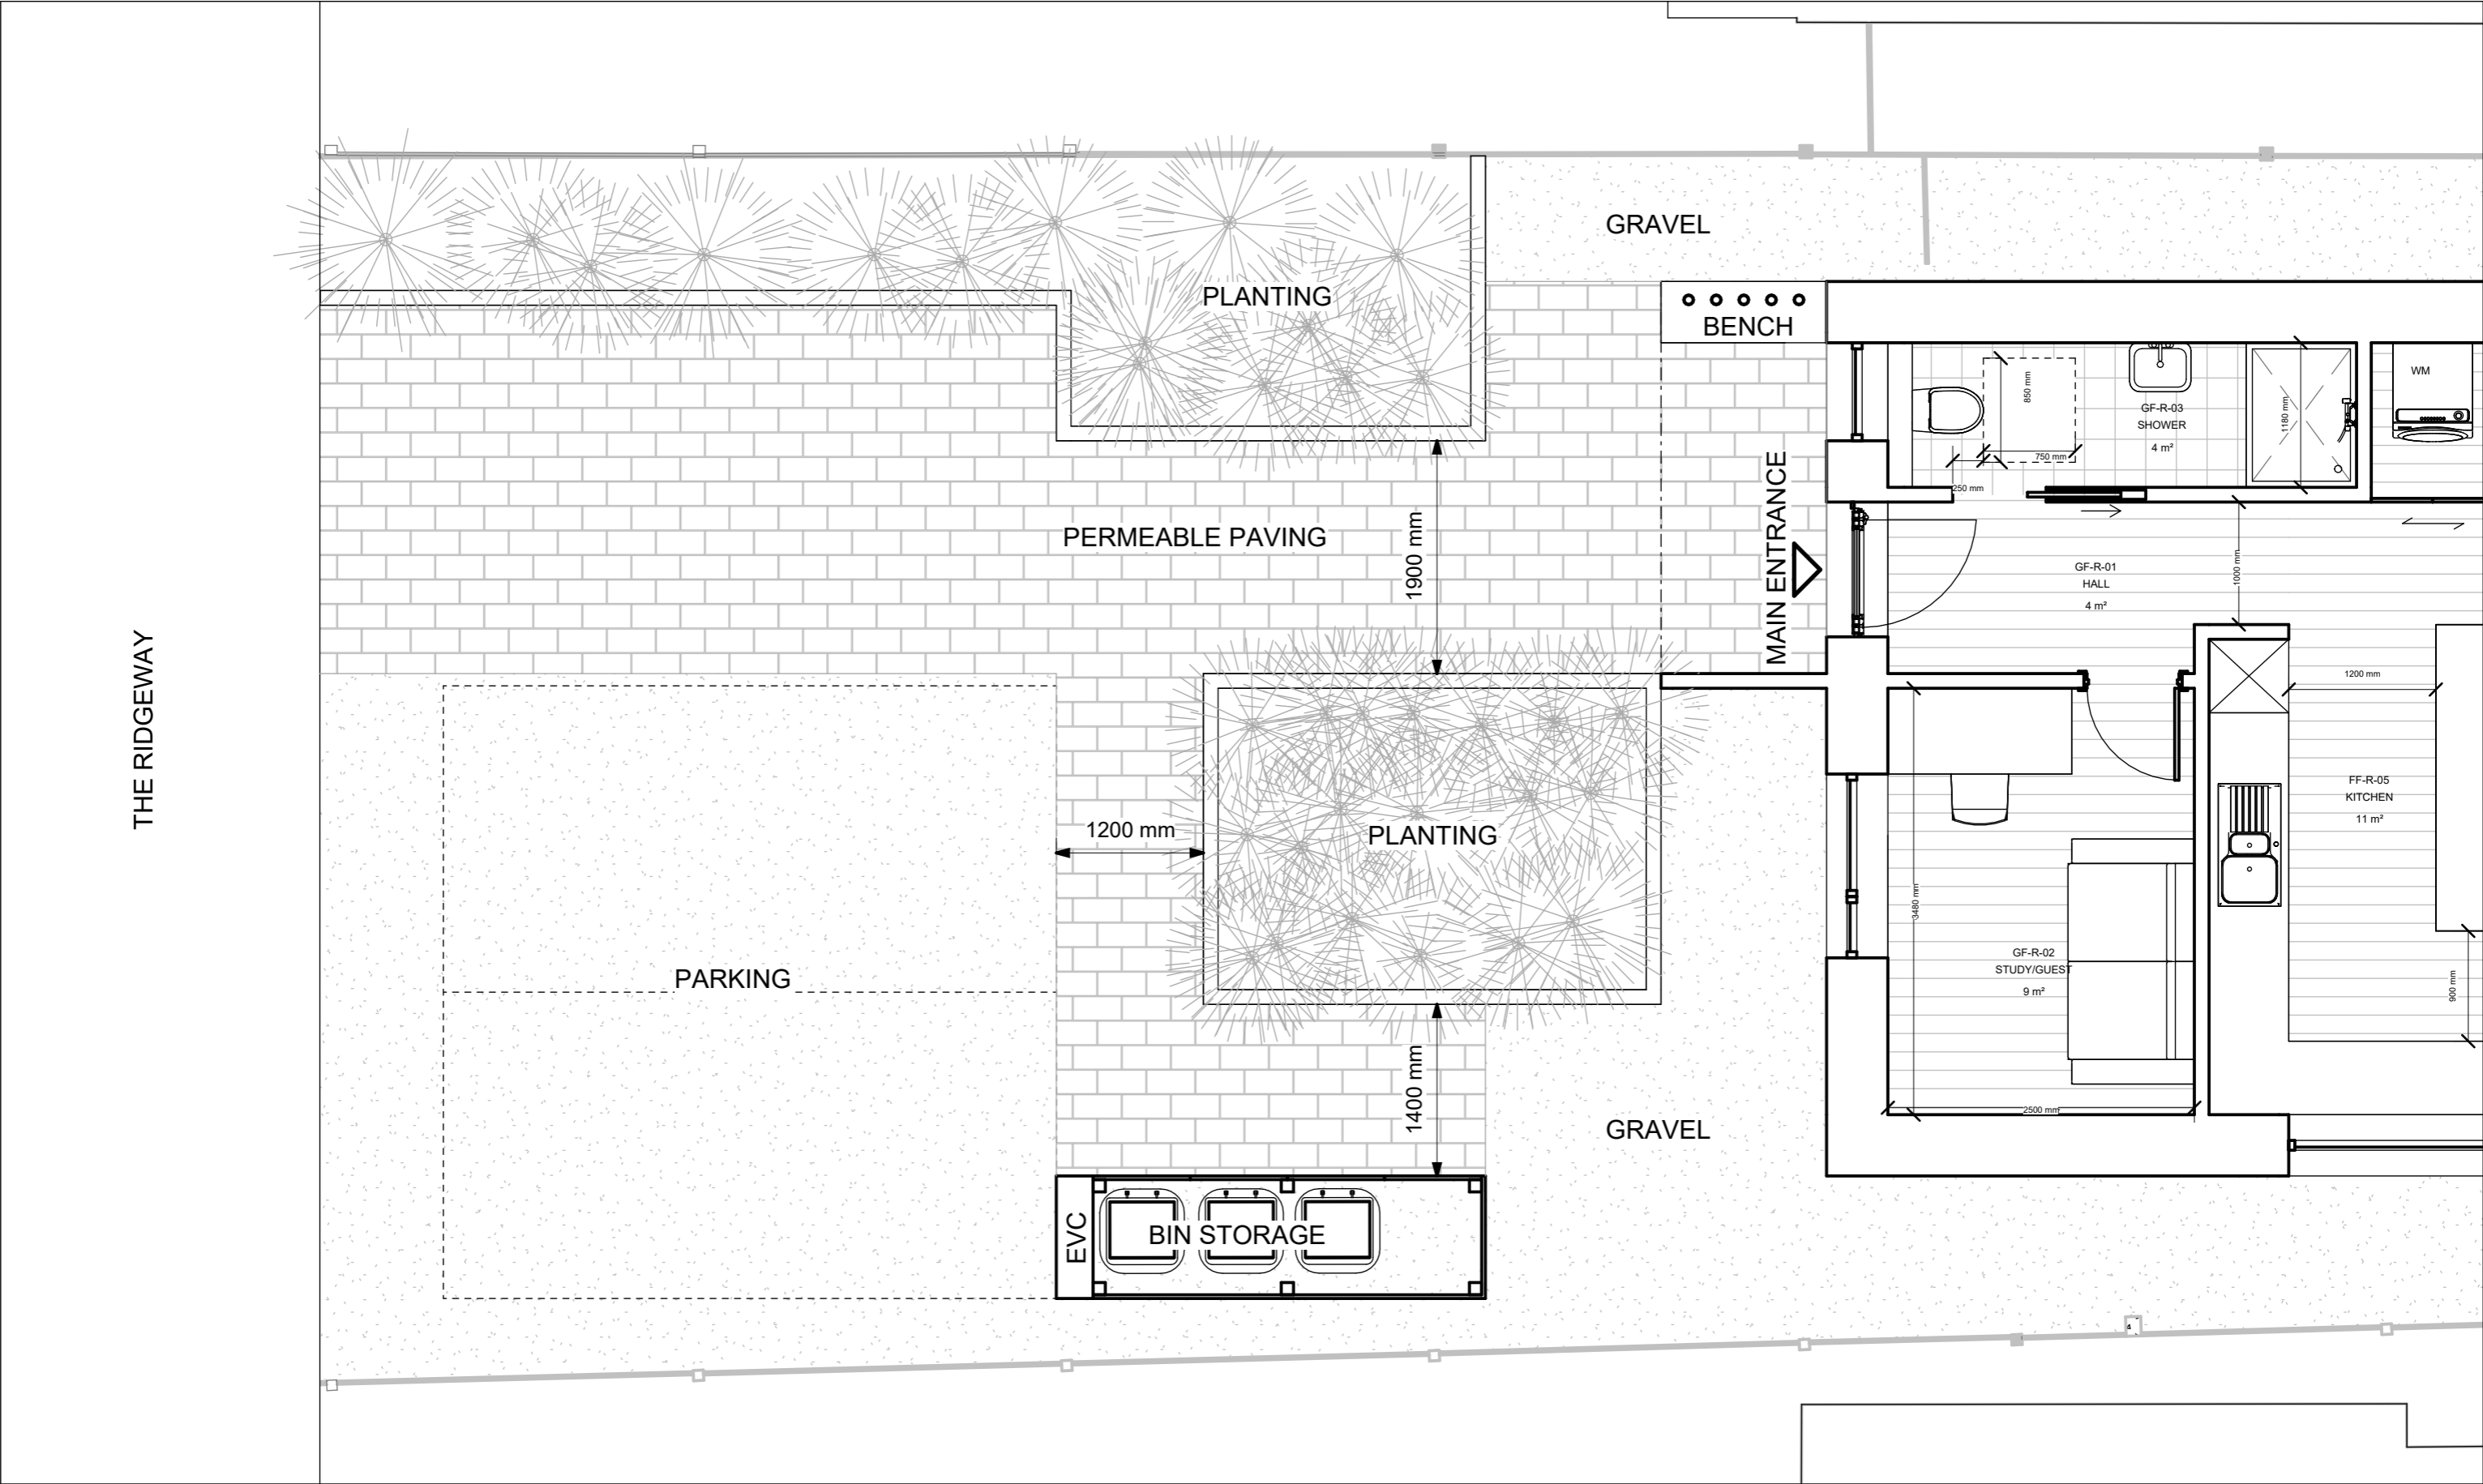 GRAVEL
PLANTING
BENCH
WM
850 mm
GF-R-03
SHOWER
4 m²
1180 mm
750 mm
250 mm
MAIN ENTRANCE
PERMEABLE PAVING
1900 mm
GF-R-01
HALL
4 m²
1000 mm
THE RIDGEWAY
1200 mm
FF-R-05
KITCHEN
11 m²
1200 mm
PLANTING
3480 mm
PARKING
GF-R-02
STUDY/GUEST
9 m²
900 mm
1400 mm
2500 mm
GRAVEL
EVC
BIN STORAGE